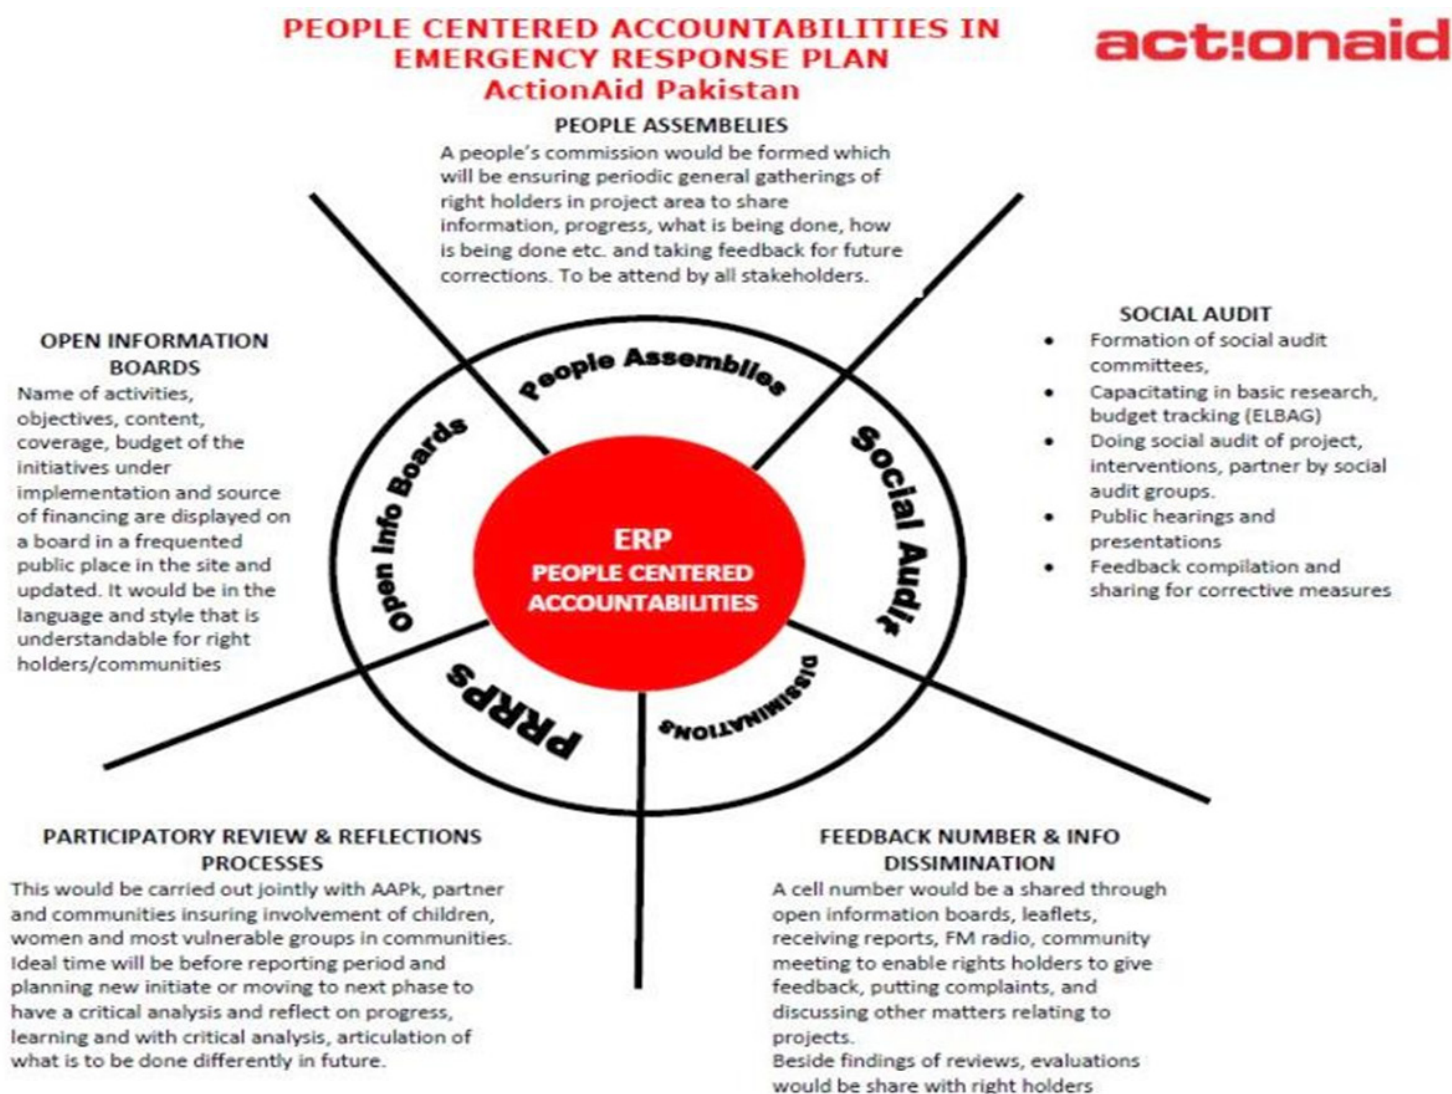 PEOPLE CENTERED ACCOUNTABILITIES IN
EMERGENCY RESPONSE PLAN
ActionAid Pakistan
act!onaid
PEOPLE ASSEMBELIES
A people's commission would be formed which
will be ensuring periodic general gatherings of
right holders in project area to share
information, progress, what is being done, how
is being done etc. and taking feedback for future
corrections. To be attend by all stakeholders.
OPEN INFORMATION
BOARDS
Name of activities,
objectives, content,
coverage, budget of the
initiatives under
implementation and source
of financing are displayed on
a board in a frequented
public place in the site and
updated. It would be in the
language and style that is
understandable for right
holders/communities
SOCIAL AUDIT
• Formation of social audit
committees,
• Capacitating in basic research,
budget tracking (ELBAG)
• Doing social audit of project,
interventions, partner by social
audit groups.
• Public hearings and
presentations
• Feedback compilation and
sharing for corrective measures
People Assemblies
Open Info Boards
Social Audit
ERP
PEOPLE CENTERED
ACCOUNTABILITIES
PRRPS
DISSIMINATIONS
PARTICIPATORY REVIEW & REFLECTIONS
PROCESSES
This would be carried out jointly with AAPk, partner
and communities insuring involvement of children,
women and most vulnerable groups in communities.
Ideal time will be before reporting period and
planning new initiate or moving to next phase to
have a critical analysis and reflect on progress,
learning and with critical analysis, articulation of
what is to be done differently in future.
FEEDBACK NUMBER & INFO
DISSIMINATION
A cell number would be a shared through
open information boards, leaflets,
receiving reports, FM radio, community
meeting to enable rights holders to give
feedback, putting complaints, and
discussing other matters relating to
projects.
Beside findings of reviews, evaluations
would be share with right holders